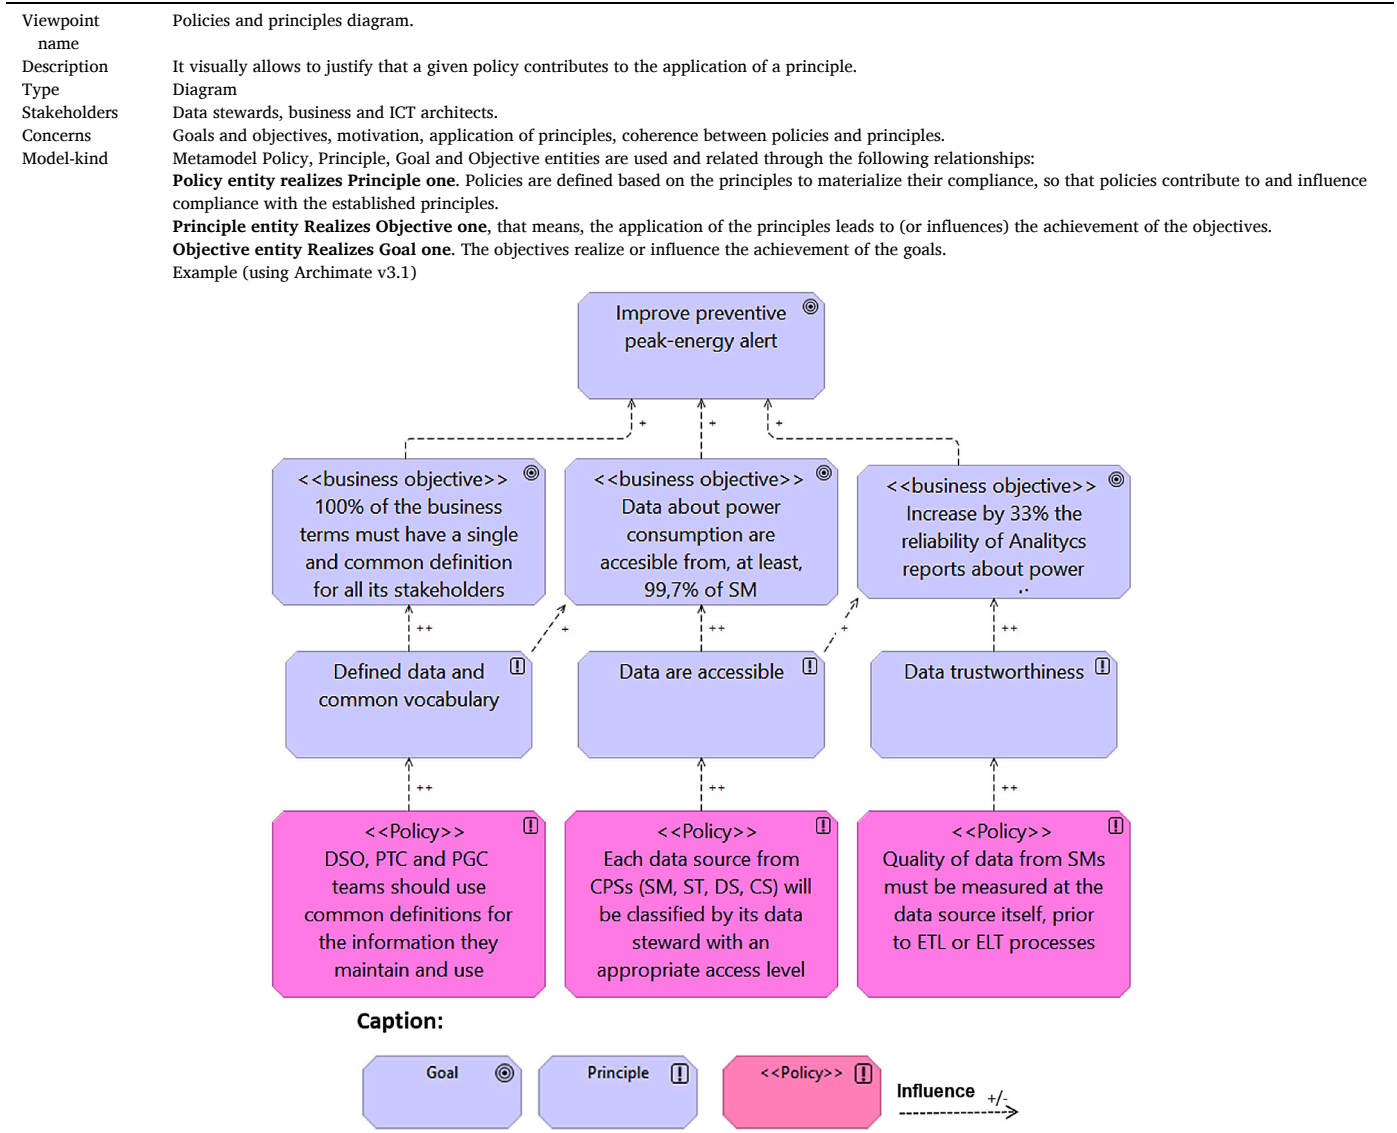 Viewpoint name
Policies and principles diagram.
Description
It visually allows to justify that a given policy contributes to the application of a principle.
Type
Diagram
Stakeholders
Data stewards, business and ICT architects.
Concerns
Goals and objectives, motivation, application of principles, coherence between policies and principles.
Model-kind
Metamodel Policy, Principle, Goal and Objective entities are used and related through the following relationships:
Policy entity realizes Principle one. Policies are defined based on the principles to materialize their compliance, so that policies contribute to and influence
compliance with the established principles.
Principle entity Realizes Objective one, that means, the application of the principles leads to (or influences) the achievement of the objectives.
Objective entity Realizes Goal one. The objectives realize or influence the achievement of the goals.
Example (using Archimate v3.1)
Improve preventive
peak-energy alert
+
+
+
<<business objective>>
100% of the business
terms must have a single
and common definition
for all its stakeholders
<<business objective>>
Data about power
consumption are
accesible from, at least,
99,7% of SM
<<business objective>>
Increase by 33% the
reliability of Analitycs
reports about power
++
+
++
+
++
Defined data and
common vocabulary
Data are accessible
Data trustworthiness
++
++
++
<<Policy>>
DSO, PTC and PGC
teams should use
common definitions for
the information they
maintain and use
<<Policy>>
Each data source from
CPSs (SM, ST, DS, CS) will
be classified by its data
steward with an
appropriate access level
<<Policy>>
Quality of data from SMs
must be measured at the
data source itself, prior
to ETL or ELT processes
Caption:
Goal
Principle
<<Policy>>
Influence
+/-